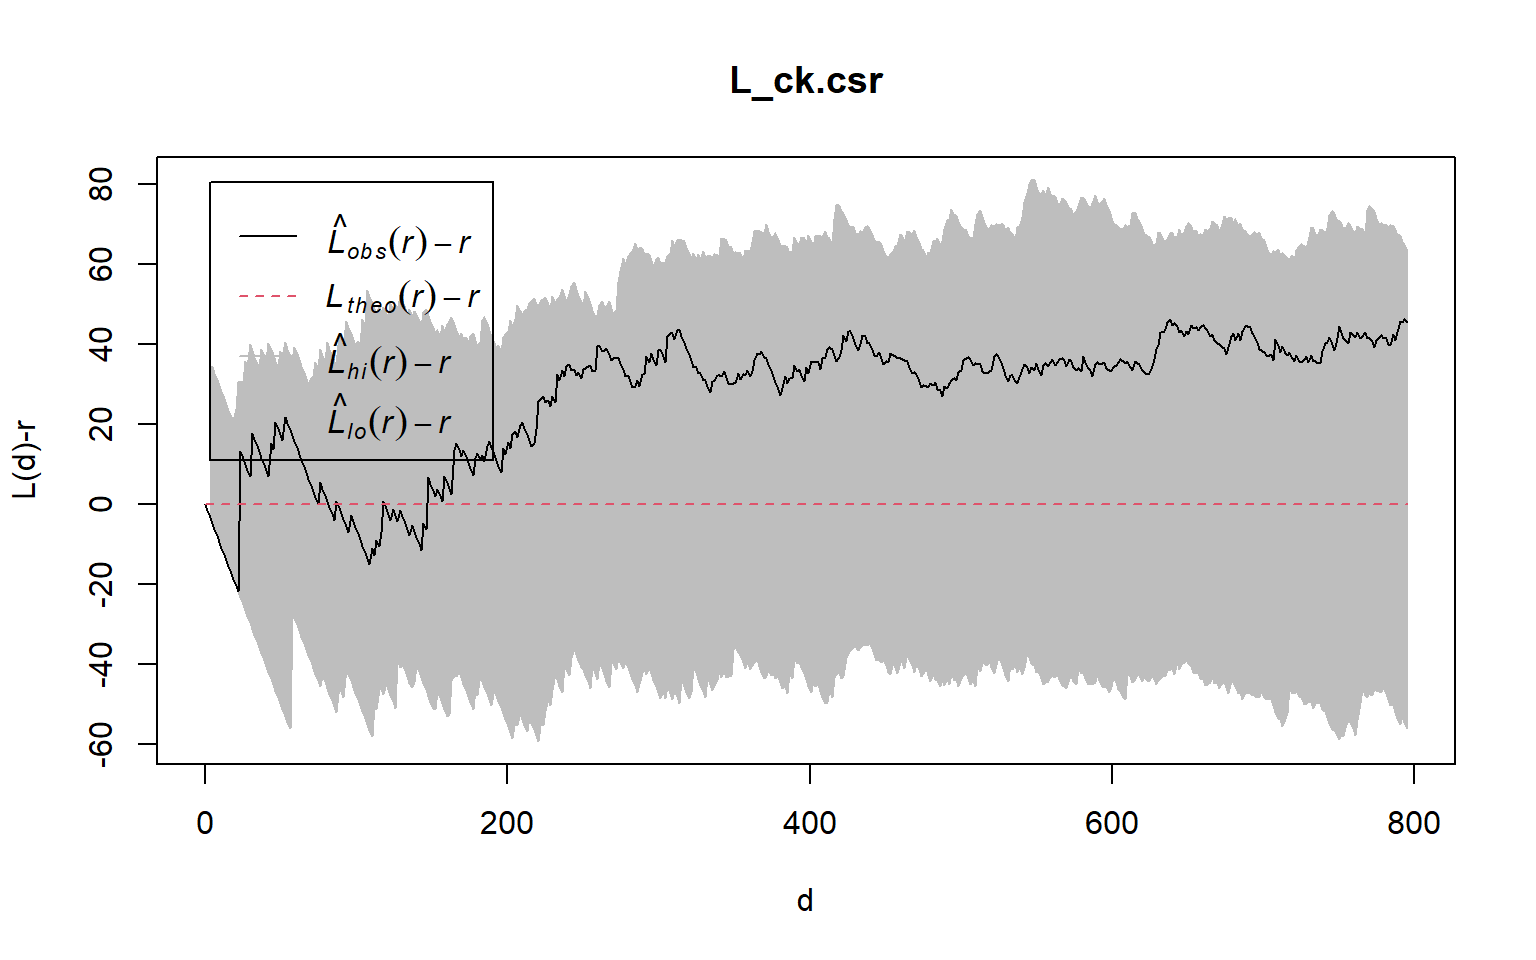 L_ck.csr
L(d)-r
80
60
40
20
0
-20
-40
-60
L̂obs(r) − r
Ltheo(r) − r
L̂hi(r) − r
L̂lo(r) − r
0 200 400 600 800
d